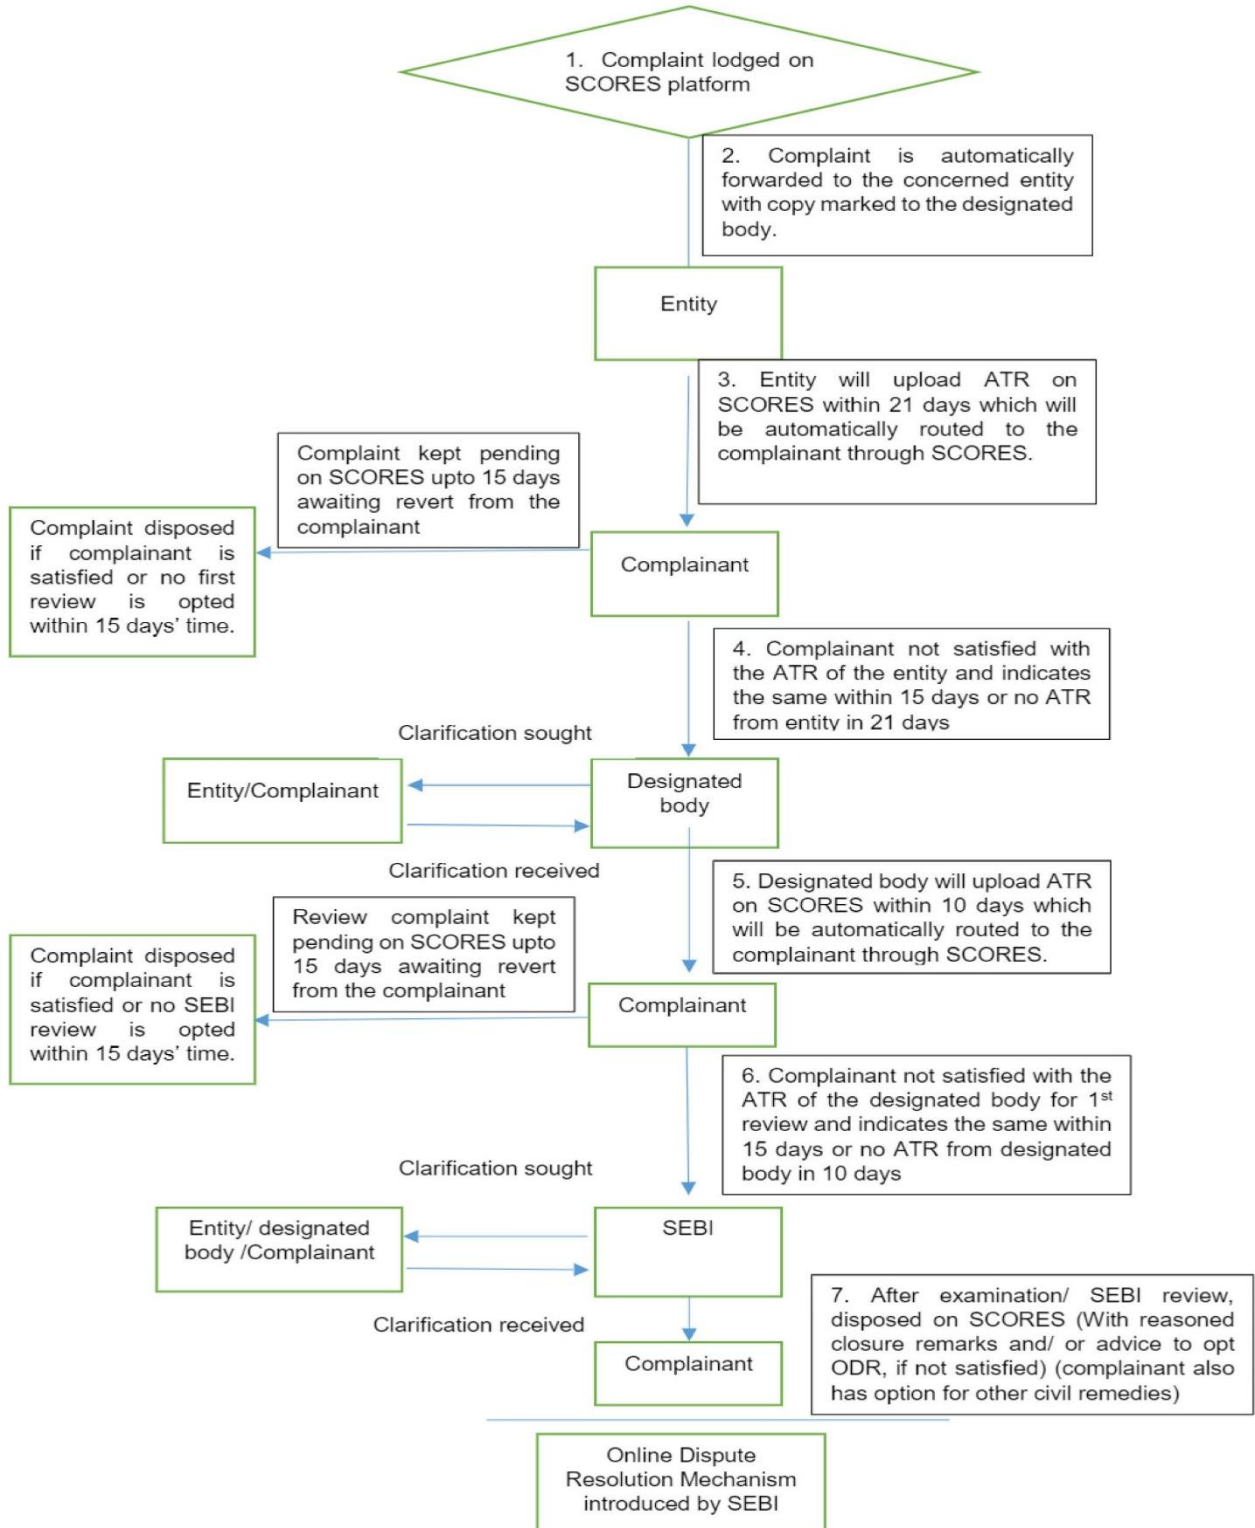 1. Complaint lodged on
SCORES platform
2. Complaint is automatically
forwarded to the concerned entity
with copy marked to the designated
body.
Entity
3. Entity will upload ATR on
SCORES within 21 days which will
be automatically routed to the
complainant through SCORES.
Complaint kept pending
on SCORES upto 15 days
awaiting revert from the
complainant
Complaint disposed
if complainant is
satisfied or no first
review is opted
within 15 days' time.
Complainant
4. Complainant not satisfied with
the ATR of the entity and indicates
the same within 15 days or no ATR
from entity in 21 days
Clarification sought
Entity/Complainant
Designated
body
Clarification received
5. Designated body will upload ATR
on SCORES within 10 days which
will be automatically routed to the
complainant through SCORES.
Review complaint kept
pending on SCORES upto
15 days awaiting revert
from the complainant
Complaint disposed
if complainant is
satisfied or no SEBI
review is opted
within 15 days' time.
Complainant
6. Complainant not satisfied with the
ATR of the designated body for 1st
review and indicates the same within
15 days or no ATR from designated
body in 10 days
Clarification sought
Entity/ designated
body /Complainant
SEBI
Clarification received
7. After examination/ SEBI review,
disposed on SCORES (With reasoned
closure remarks and/ or advice to opt
ODR, if not satisfied) (complainant also
has option for other civil remedies)
Complainant
Online Dispute
Resolution Mechanism
introduced by SEBI